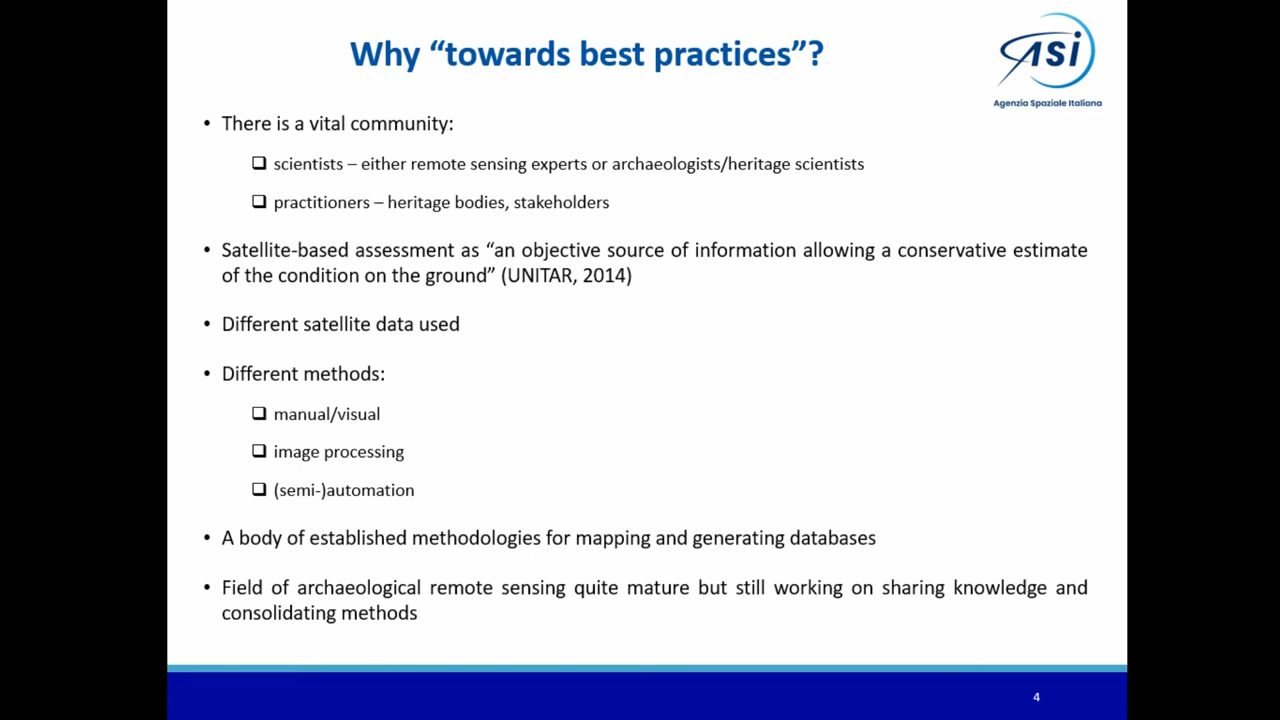 Why “towards best practices”?
ASI
Agenzia Spaziale Italiana
• There is a vital community:
❑ scientists – either remote sensing experts or archaeologists/heritage scientists
❑ practitioners – heritage bodies, stakeholders
• Satellite-based assessment as “an objective source of information allowing a conservative estimate
of the condition on the ground” (UNITAR, 2014)
• Different satellite data used
• Different methods:
❑ manual/visual
❑ image processing
❑ (semi-)automation
• A body of established methodologies for mapping and generating databases
• Field of archaeological remote sensing quite mature but still working on sharing knowledge and
consolidating methods
4